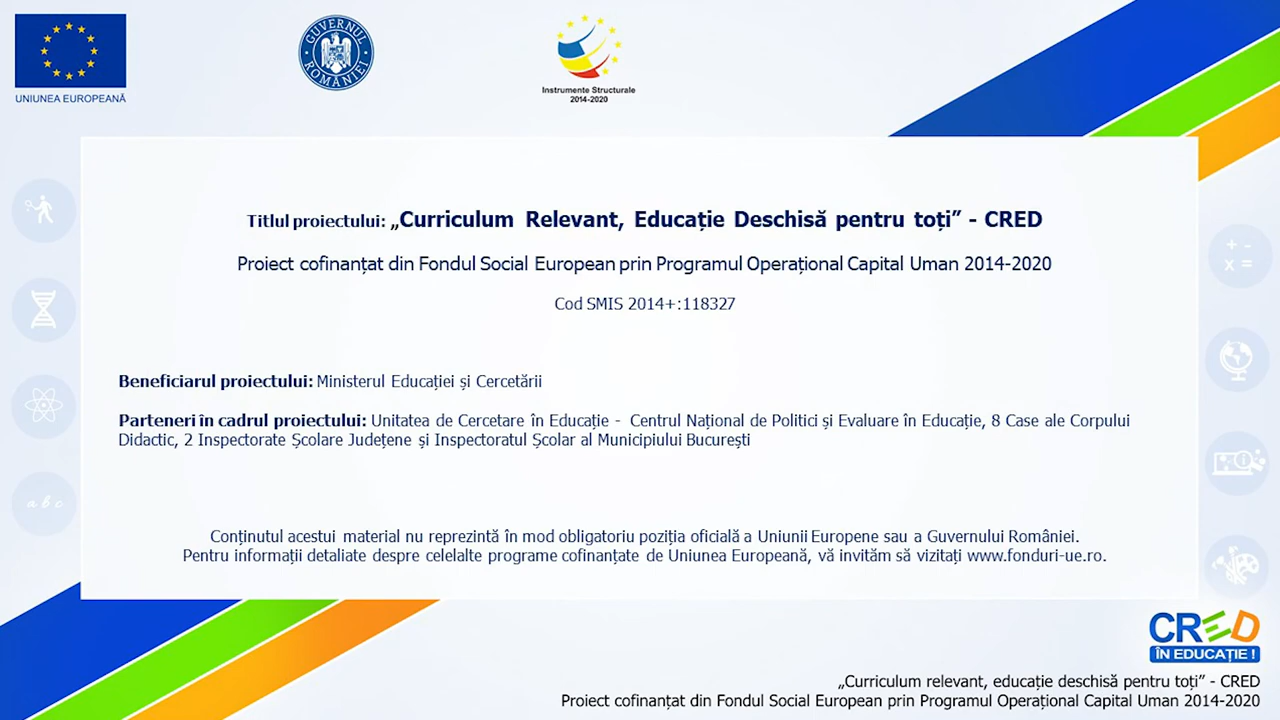 UNIUNEA EUROPEANĂ
GUVERNUL ROMÂNIEI
Instrumente Structurale
2014-2020
Titlul proiectului: „Curriculum Relevant, Educație Deschisă pentru toți” - CRED
Proiect cofinanțat din Fondul Social European prin Programul Operațional Capital Uman 2014-2020
Cod SMIS 2014+:118327
+ -
x =
Beneficiarul proiectului: Ministerul Educației și Cercetării
Parteneri în cadrul proiectului: Unitatea de Cercetare în Educație - Centrul Național de Politici și Evaluare în Educație, 8 Case ale Corpului
Didactic, 2 Inspectorate Școlare Județene și Inspectoratul Școlar al Municipiului București
a b c
Conținutul acestui material nu reprezintă în mod obligatoriu poziția oficială a Uniunii Europene sau a Guvernului României.
Pentru informații detaliate despre celelalte programe cofinanțate de Uniunea Europeană, vă invităm să vizitați www.fonduri-ue.ro.
CRED
ÎN EDUCAȚIE !
„Curriculum relevant, educație deschisă pentru toți” - CRED
Proiect cofinanțat din Fondul Social European prin Programul Operațional Capital Uman 2014-2020